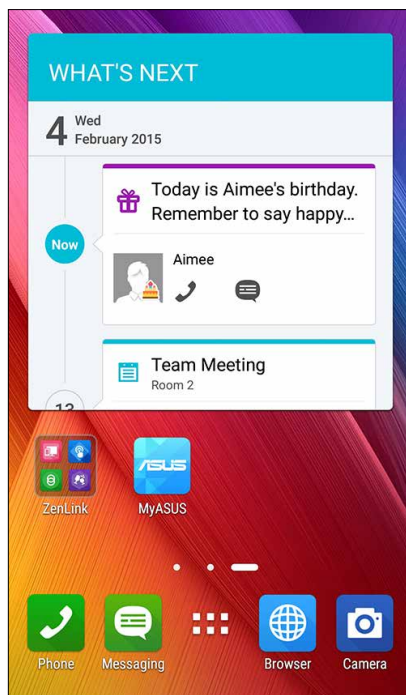 WHAT'S NEXT
4 Wed
February 2015
Today is Aimee's birthday.
Remember to say happy...
Now
Aimee
Team Meeting
Room 2
13
ASUS
ZenLink
MyASUS
Phone
Messaging
Browser
Camera